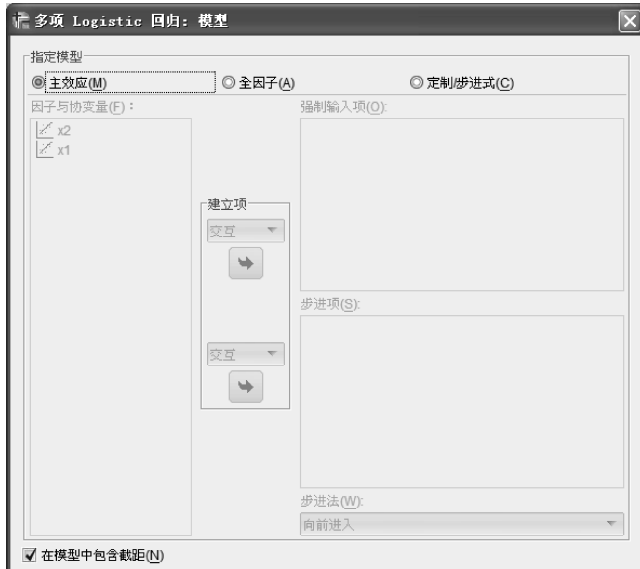 多项 Logistic 回归: 模型
指定模型
主效应(M)
全因子(A)
定制/步进式(C)
因子与协变量(F):
强制输入项(O):
x2
x1
建立项
交互
步进项(S):
交互
步进法(W):
向前进入
在模型中包含截距(N)